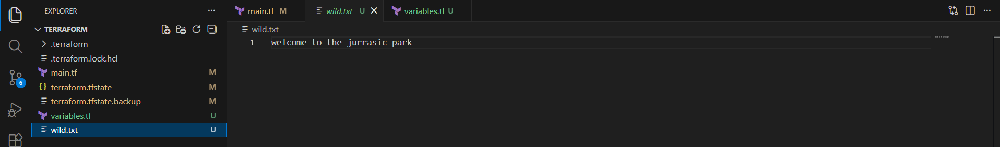 EXPLORER ...
TERRAFORM
.terraform
.terraform.lock.hcl
main.tf M
terraform.tfstate M
terraform.tfstate.backup M
variables.tf U
wild.txt U
6
main.tf M
wild.txt U
variables.tf U
wild.txt
1 welcome to the jurrasic park